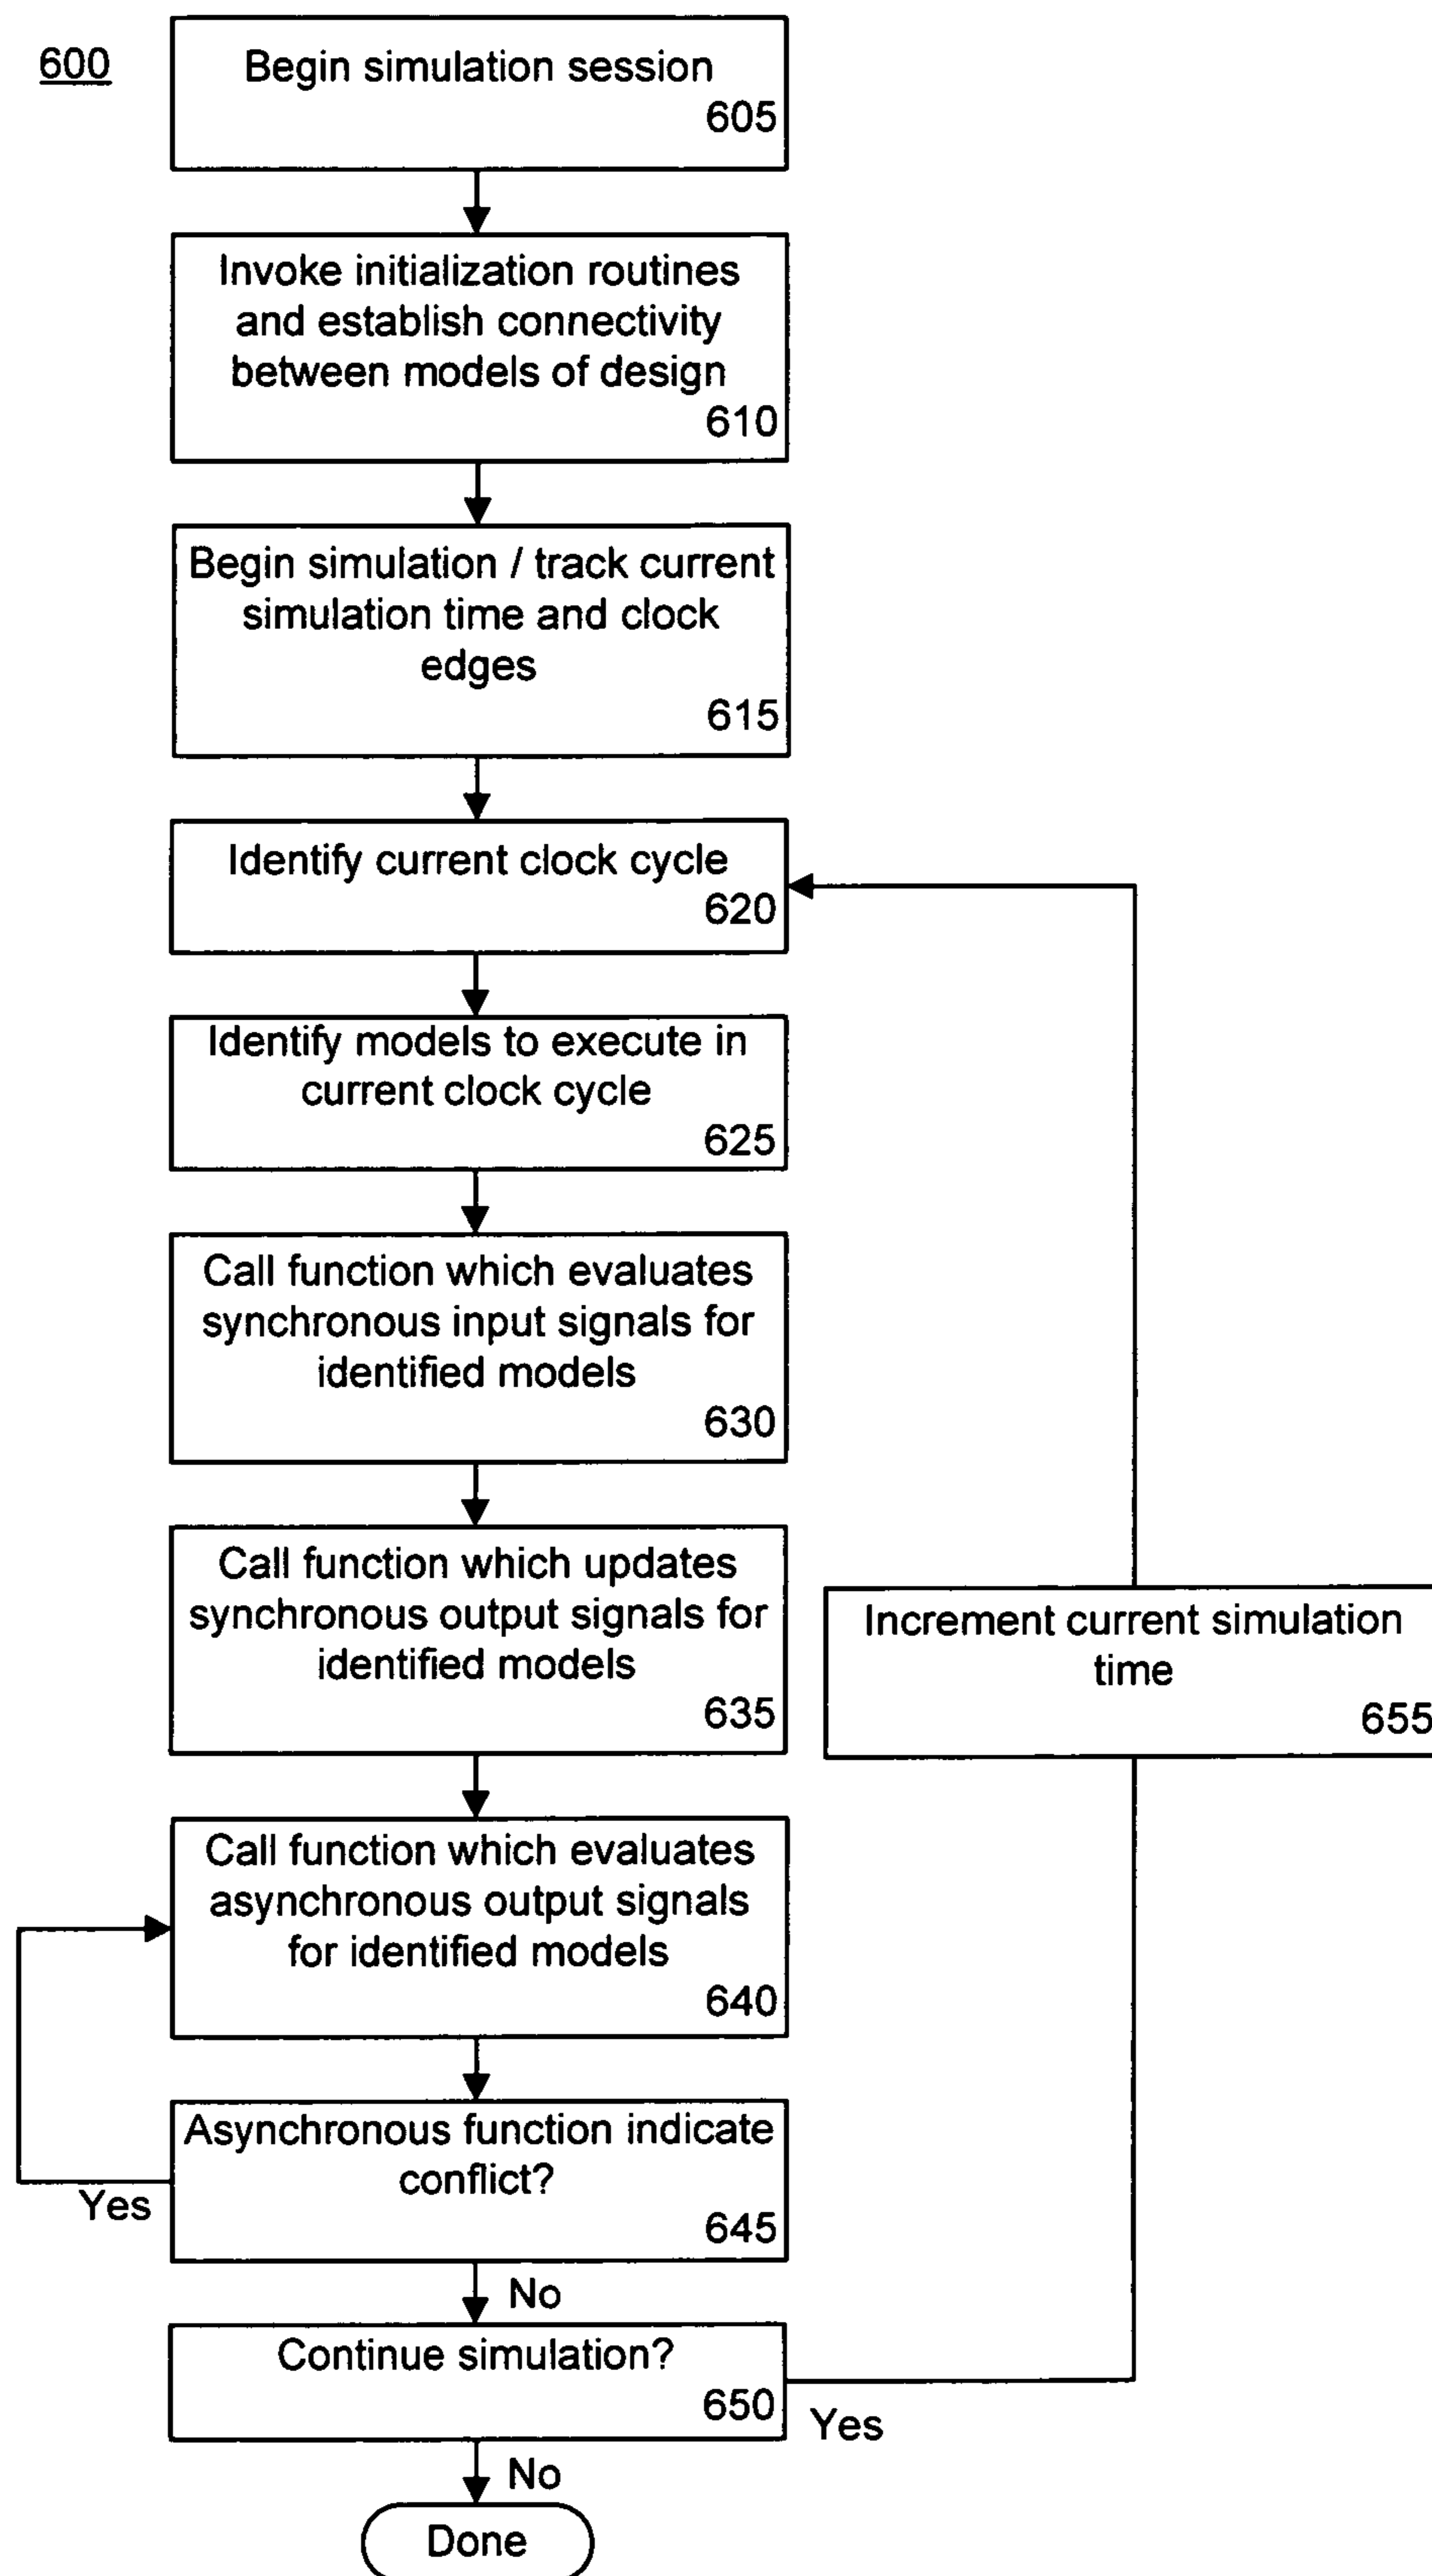 600
Begin simulation session
605
Invoke initialization routines
and establish connectivity
between models of design
610
Begin simulation / track current
simulation time and clock
edges
615
Identify current clock cycle
620
Identify models to execute in
current clock cycle
625
Call function which evaluates
synchronous input signals for
identified models
630
Call function which updates
synchronous output signals for
identified models
635
Increment current simulation
time
655
Call function which evaluates
asynchronous output signals
for identified models
640
Asynchronous function indicate
conflict?
645
Yes
No
Continue simulation?
650
Yes
No
Done